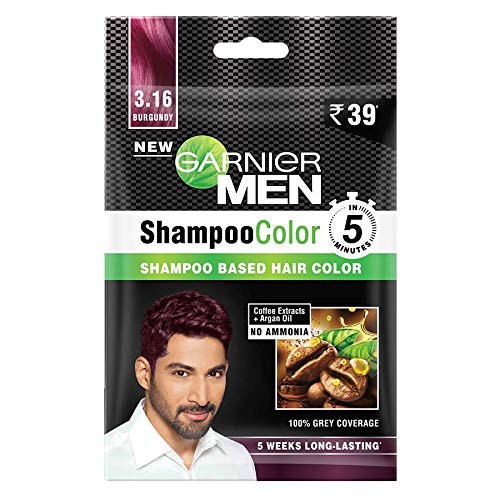 3.16
BURGUNDY
₹ 39*
NEW
GARNIER
MEN
ShampooColor
IN
5
MINUTES
SHAMPOO BASED HAIR COLOR
Coffee Extracts
+ Argan Oil
NO AMMONIA
100% GREY COVERAGE
5 WEEKS LONG-LASTING*